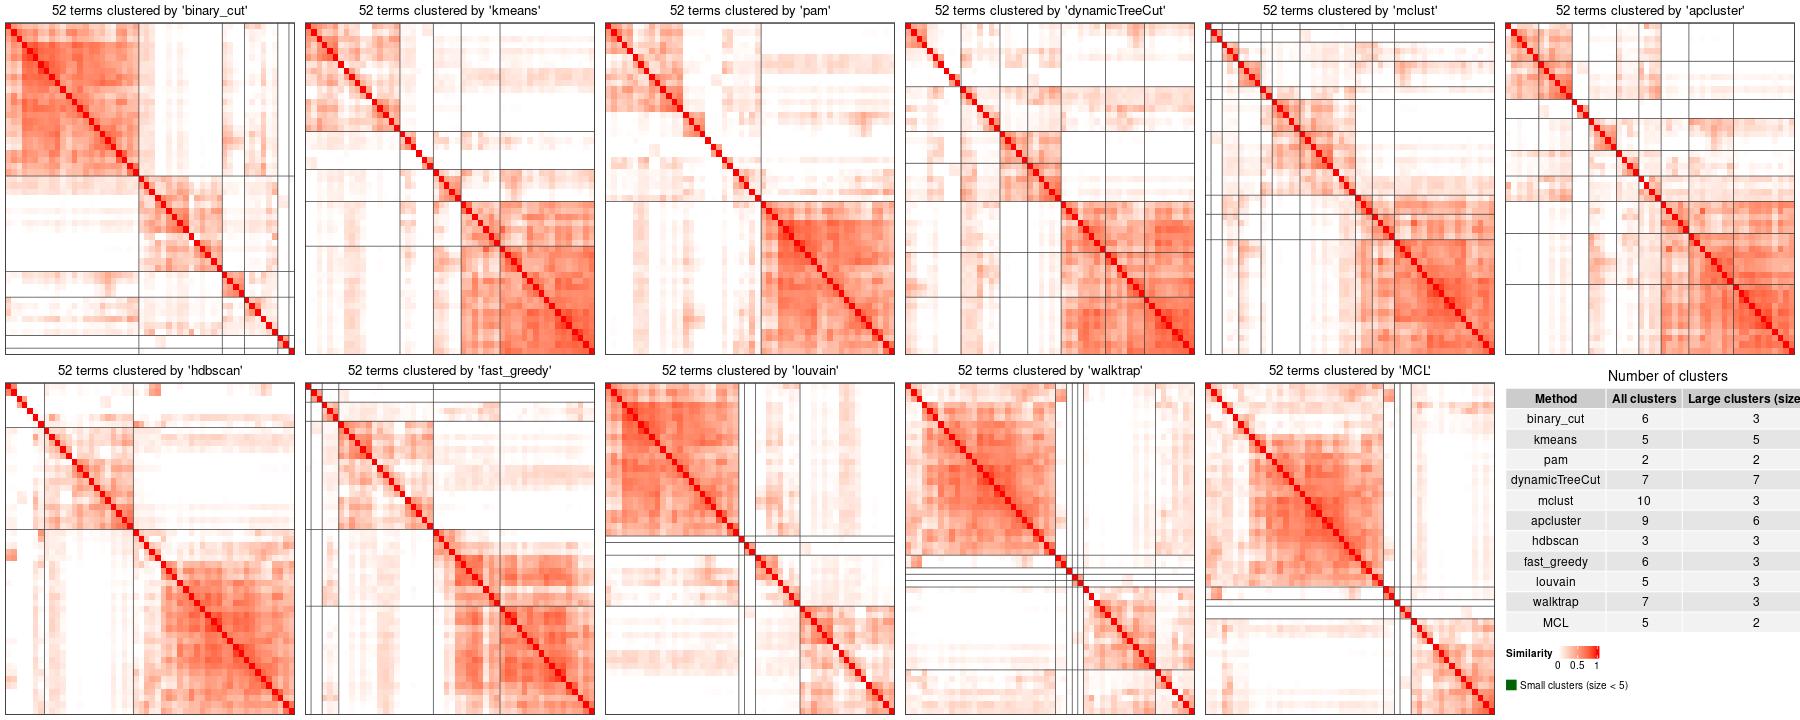 52 terms clustered by 'binary_cut'
52 terms clustered by 'kmeans'
52 terms clustered by 'pam'
52 terms clustered by 'dynamicTreeCut'
52 terms clustered by 'mclust'
52 terms clustered by 'apcluster'
52 terms clustered by 'hdbscan'
52 terms clustered by 'fast_greedy'
52 terms clustered by 'louvain'
52 terms clustered by 'walktrap'
52 terms clustered by 'MCL'
Number of clusters
Method All clusters Large clusters (size
binary_cut 6 3
kmeans 5 5
pam 2 2
dynamicTreeCut 7 7
mclust 10 3
apcluster 9 6
hdbscan 3 3
fast_greedy 6 3
louvain 5 3
walktrap 7 3
MCL 5 2
Similarity
0 0.5 1
Small clusters (size < 5)